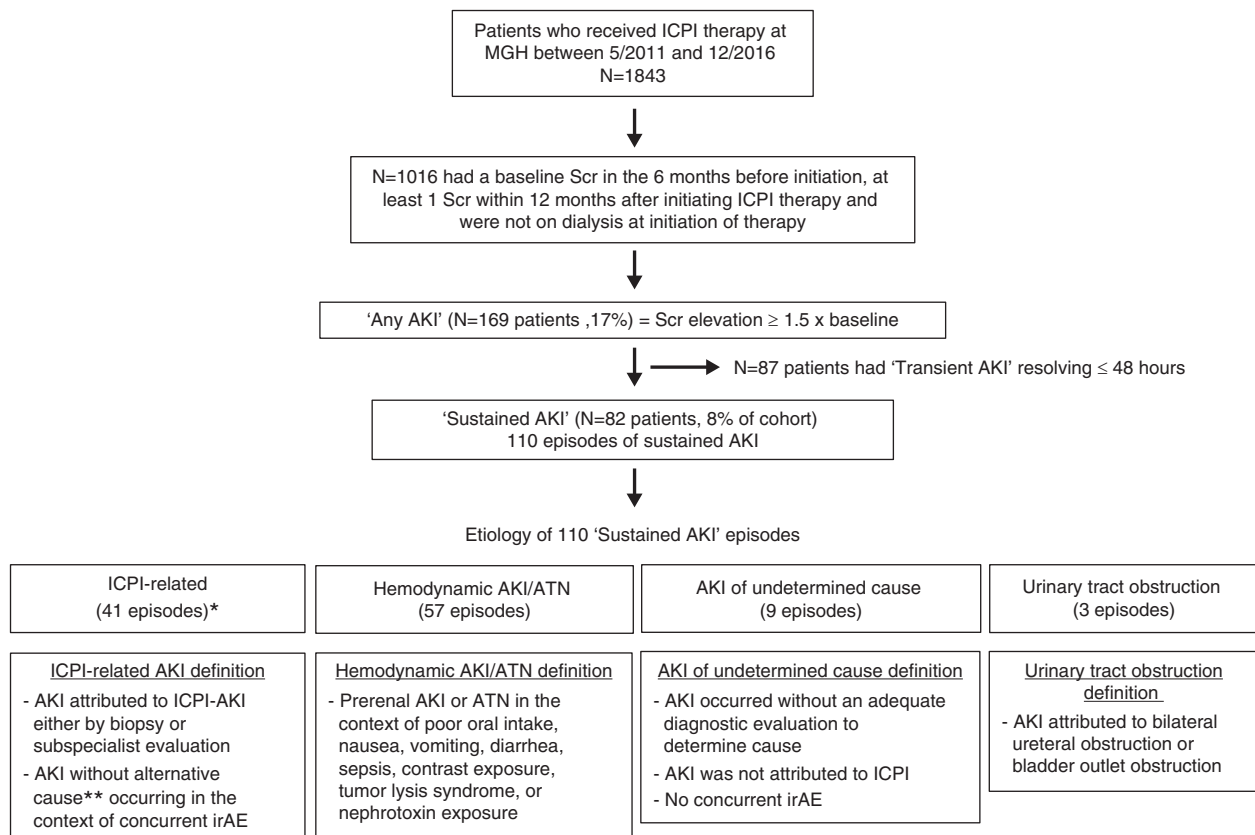 Patients who received ICPI therapy at
MGH between 5/2011 and 12/2016
N=1843
N=1016 had a baseline Scr in the 6 months before initiation, at
least 1 Scr within 12 months after initiating ICPI therapy and
were not on dialysis at initiation of therapy
‘Any AKI’ (N=169 patients ,17%) = Scr elevation ≥ 1.5 x baseline
N=87 patients had ‘Transient AKI’ resolving ≤ 48 hours
‘Sustained AKI’ (N=82 patients, 8% of cohort)
110 episodes of sustained AKI
Etiology of 110 ‘Sustained AKI’ episodes
ICPI-related
(41 episodes)*
Hemodynamic AKI/ATN
(57 episodes)
AKI of undetermined cause
(9 episodes)
Urinary tract obstruction
(3 episodes)
ICPI-related AKI definition
- AKI attributed to ICPI-AKI
either by biopsy or
subspecialist evaluation
- AKI without alternative
cause** occurring in the
context of concurrent irAE
Hemodynamic AKI/ATN definition
- Prerenal AKI or ATN in the
context of poor oral intake,
nausea, vomiting, diarrhea,
sepsis, contrast exposure,
tumor lysis syndrome, or
nephrotoxin exposure
AKI of undetermined cause definition
- AKI occurred without an adequate
diagnostic evaluation to
determine cause
- AKI was not attributed to ICPI
- No concurrent irAE
Urinary tract obstruction
definition
- AKI attributed to bilateral
ureteral obstruction or
bladder outlet obstruction